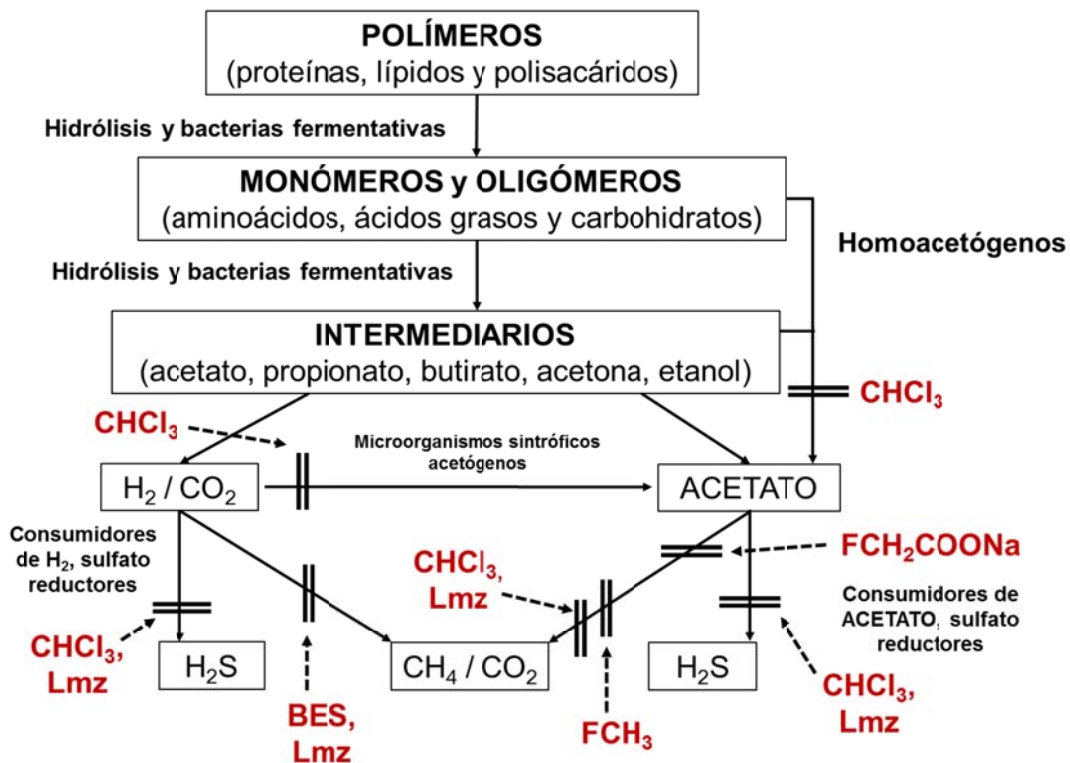 POLÍMEROS
(proteínas, lípidos y polisacáridos)
Hidrólisis y bacterias fermentativas
MONÓMEROS y OLIGÓMEROS
(aminoácidos, ácidos grasos y carbohidratos)
Homoacetógenos
Hidrólisis y bacterias fermentativas
INTERMEDIARIOS
(acetato, propionato, butirato, acetona, etanol)
CHCl₃
CHCl₃
Microorganismos sintróficos
acetógenos
H₂ / CO₂
ACETATO
Consumidores
de H₂, sulfato
reductores
CHCl₃,
Lmz
FCH₂COONa
Consumidores de
ACETATO, sulfato
reductores
CHCl₃,
Lmz
H₂S
BES,
Lmz
CH₄ / CO₂
FCH₃
H₂S
CHCl₃,
Lmz